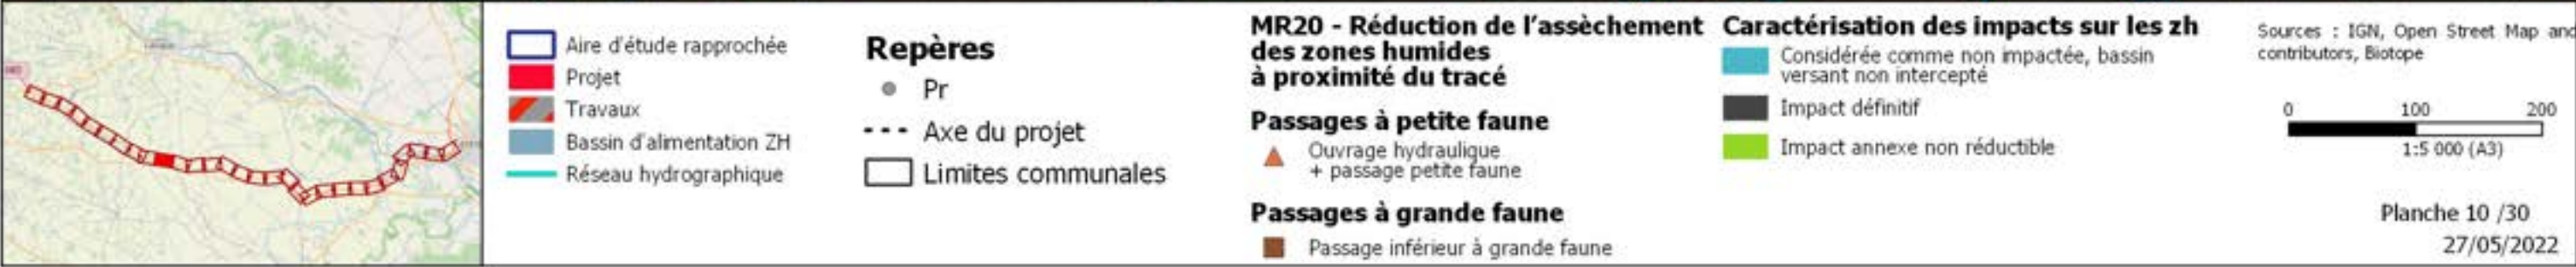 Aire d'étude rapprochée
Projet
Travaux
Bassin d'alimentation ZH
Réseau hydrographique
Repères
Pr
Axe du projet
Limites communales
MR20 - Réduction de l'assèchement
des zones humides
à proximité du tracé
Passages à petite faune
Ouvrage hydraulique
+ passage petite faune
Passages à grande faune
Passage inférieur à grande faune
Caractérisation des impacts sur les zh
Considérée comme non impactée, bassin
versant non intercepté
Impact définitif
Impact annexe non réductible
Sources : IGN, Open Street Map and
contributors, Biotope
0 100 200
1:5 000 (A3)
Planche 10 /30
27/05/2022